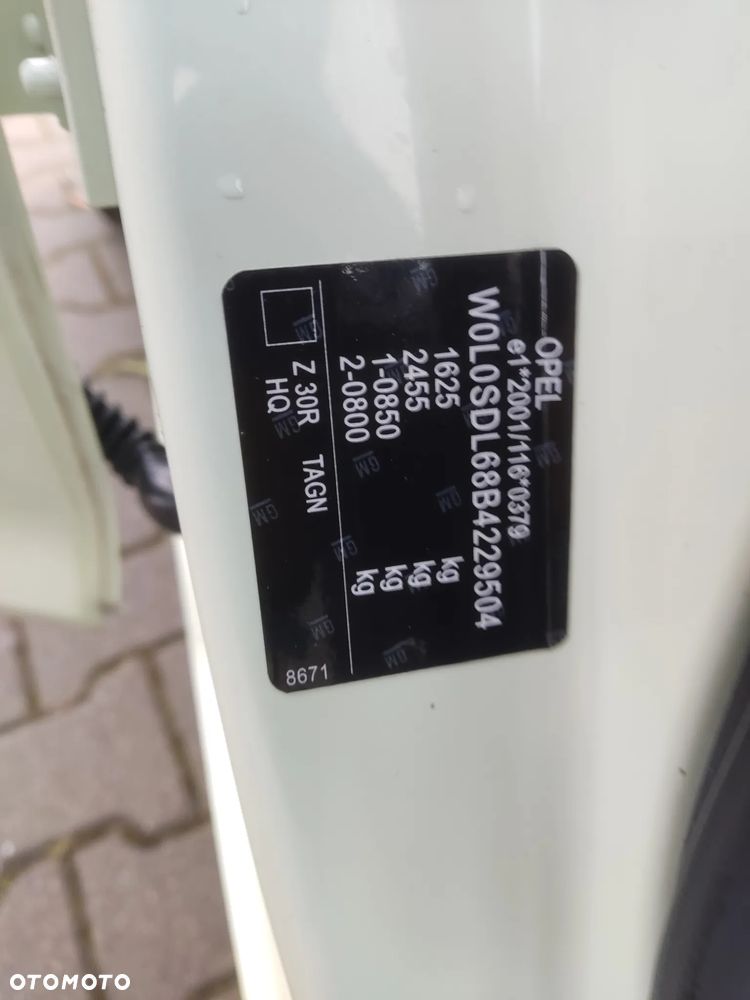 OPEL
e1*2001/116*0379
W0L0SDL68B4229504
1625 kg
2455 kg
1-0850 kg
2-0800 kg
Z 30R TAGN
HQ
8671
GM
OTOMOTO